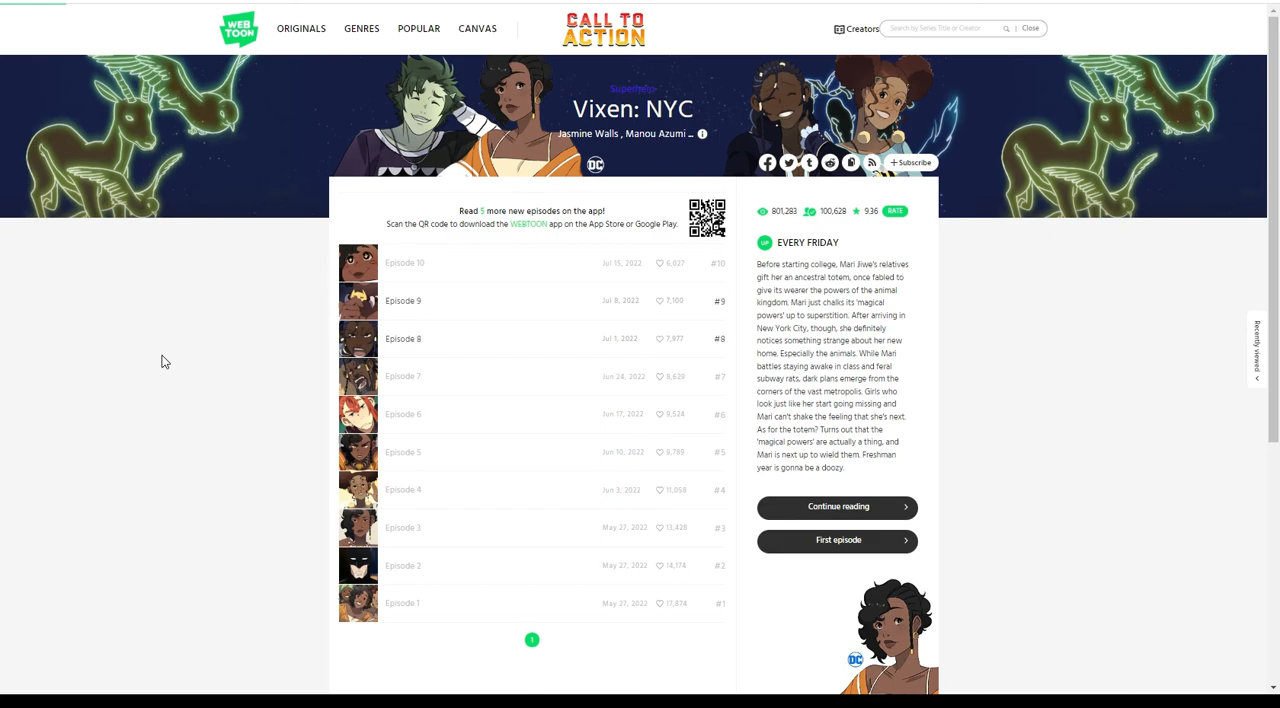 WEB
TOON
ORIGINALS
GENRES
POPULAR
CANVAS
CALL TO
ACTION
Creators
Search by Series Title or Creator
Close
Superhero
Vixen: NYC
Jasmine Walls , Manou Azumi ...
DC
+ Subscribe
Read 5 more new episodes on the app!
Scan the QR code to download the WEBTOON app on the App Store or Google Play.
Episode 10 Jul 15, 2022 6,027 #10
Episode 9 Jul 8, 2022 7,100 #9
Episode 8 Jul 1, 2022 7,977 #8
Episode 7 Jun 24, 2022 8,629 #7
Episode 6 Jun 17, 2022 9,524 #6
Episode 5 Jun 10, 2022 8,789 #5
Episode 4 Jun 3, 2022 11,058 #4
Episode 3 May 27, 2022 13,428 #3
Episode 2 May 27, 2022 14,174 #2
Episode 1 May 27, 2022 17,874 #1
1
801,283 100,628 9.36 RATE
UP EVERY FRIDAY
Before starting college, Mari Jiwe's relatives
gift her an ancestral totem, once fabled to
give its wearer the powers of the animal
kingdom. Mari just chalks its 'magical
powers' up to superstition. After arriving in
New York City, though, she definitely
notices something strange about her new
home. Especially the animals. While Mari
battles staying awake in class and feral
subway rats, dark plans emerge from the
corners of the vast metropolis. Girls who
look just like her start going missing and
Mari can't shake the feeling that she's next.
As for the totem? Turns out that the
'magical powers' are actually a thing, and
Mari is next up to wield them. Freshman
year is gonna be a doozy.
Continue reading
First episode
DC
Recently viewed